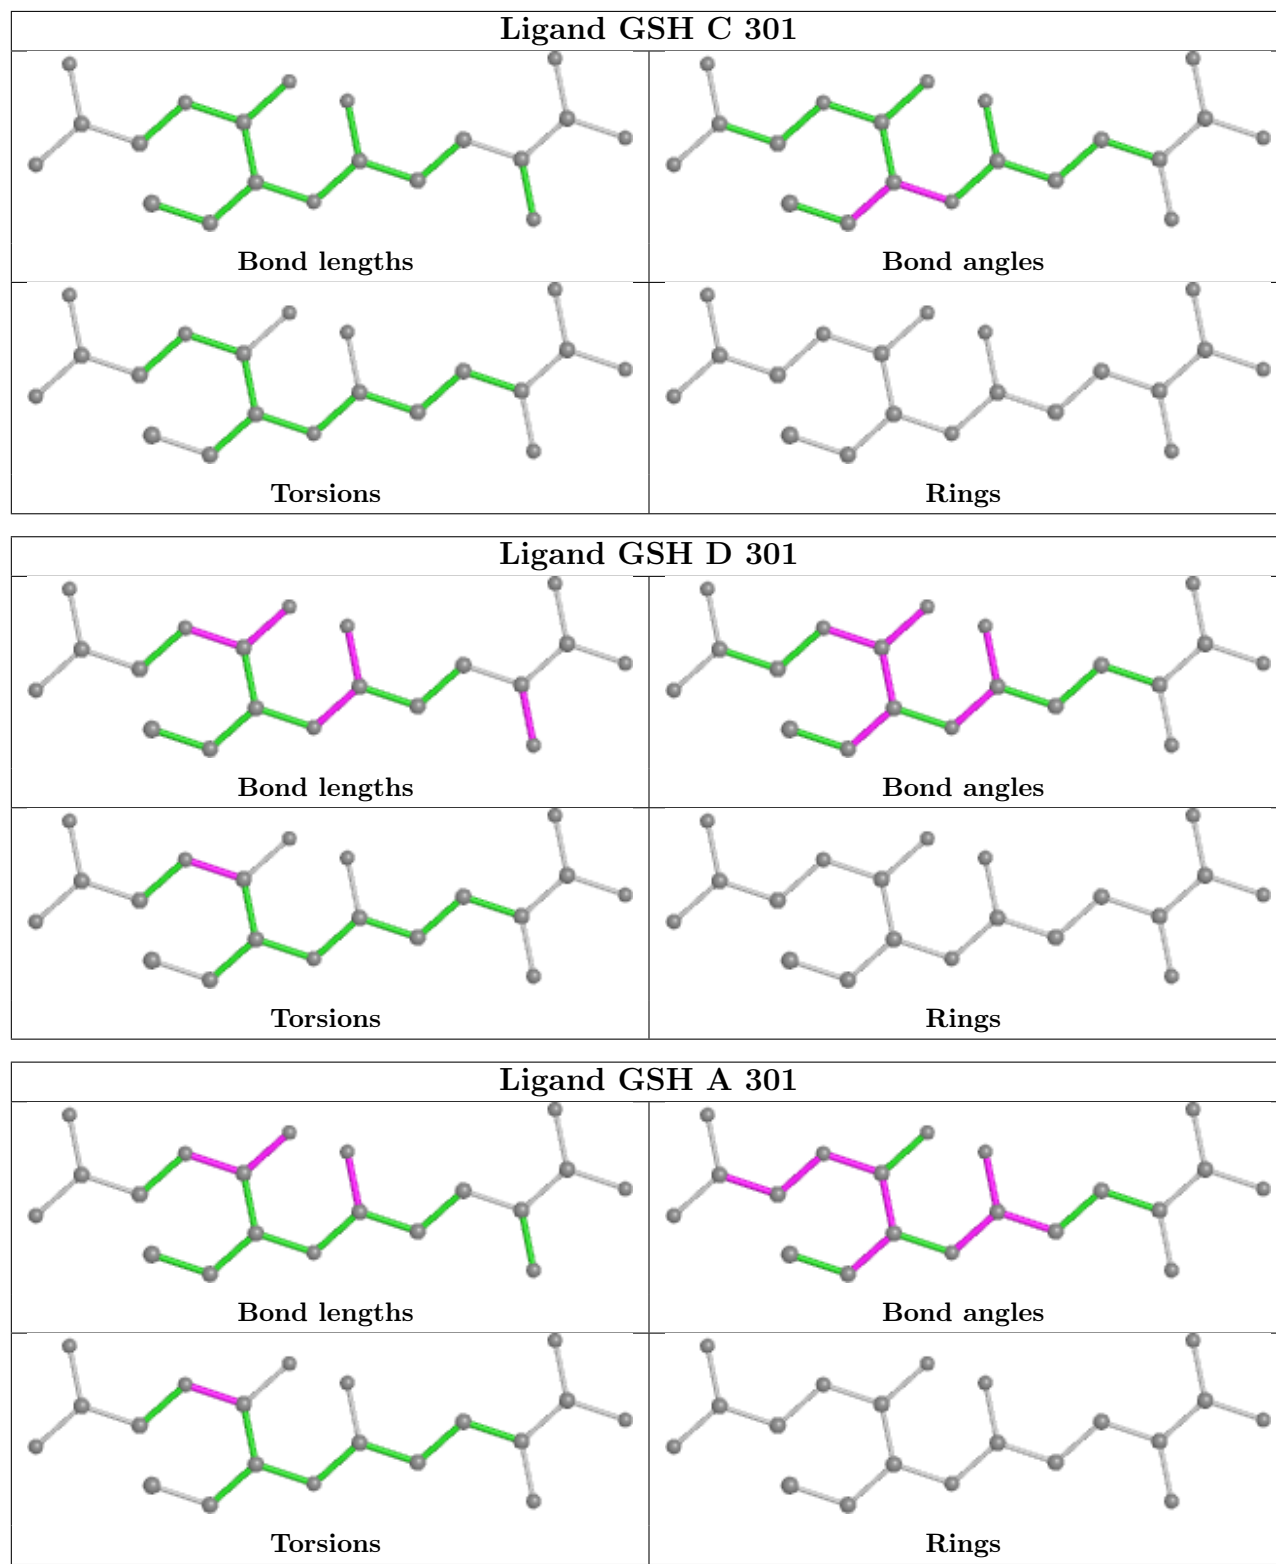 Ligand GSH C 301
Bond lengths
Bond angles
Torsions
Rings
Ligand GSH D 301
Bond lengths
Bond angles
Torsions
Rings
Ligand GSH A 301
Bond lengths
Bond angles
Torsions
Rings